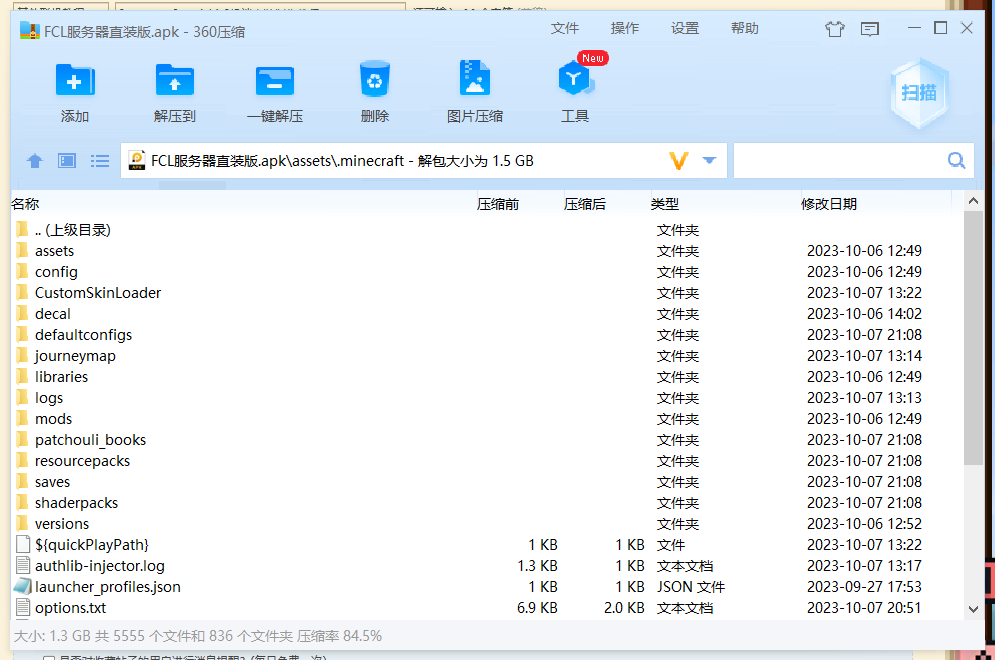 FCL服务器直装版.apk - 360压缩
文件 操作 设置 帮助
New
添加 解压到 一键解压 删除 图片压缩 工具 扫描
FCL服务器直装版.apk\assets\.minecraft - 解包大小为 1.5 GB
名称 压缩前 压缩后 类型 修改日期
.. (上级目录) 文件夹
assets 文件夹 2023-10-06 12:49
config 文件夹 2023-10-06 12:49
CustomSkinLoader 文件夹 2023-10-07 13:22
decal 文件夹 2023-10-06 14:02
defaultconfigs 文件夹 2023-10-07 21:08
journeymap 文件夹 2023-10-07 13:14
libraries 文件夹 2023-10-06 12:49
logs 文件夹 2023-10-07 13:13
mods 文件夹 2023-10-06 12:49
patchouli_books 文件夹 2023-10-07 21:08
resourcepacks 文件夹 2023-10-07 21:08
saves 文件夹 2023-10-07 21:08
shaderpacks 文件夹 2023-10-07 21:08
versions 文件夹 2023-10-06 12:52
${quickPlayPath} 1 KB 1 KB 文件 2023-10-07 13:22
authlib-injector.log 1.3 KB 1 KB 文本文档 2023-10-07 13:17
launcher_profiles.json 1 KB 1 KB JSON 文件 2023-09-27 17:53
options.txt 6.9 KB 2.0 KB 文本文档 2023-10-07 20:51
大小: 1.3 GB 共 5555 个文件和 836 个文件夹 压缩率 84.5%